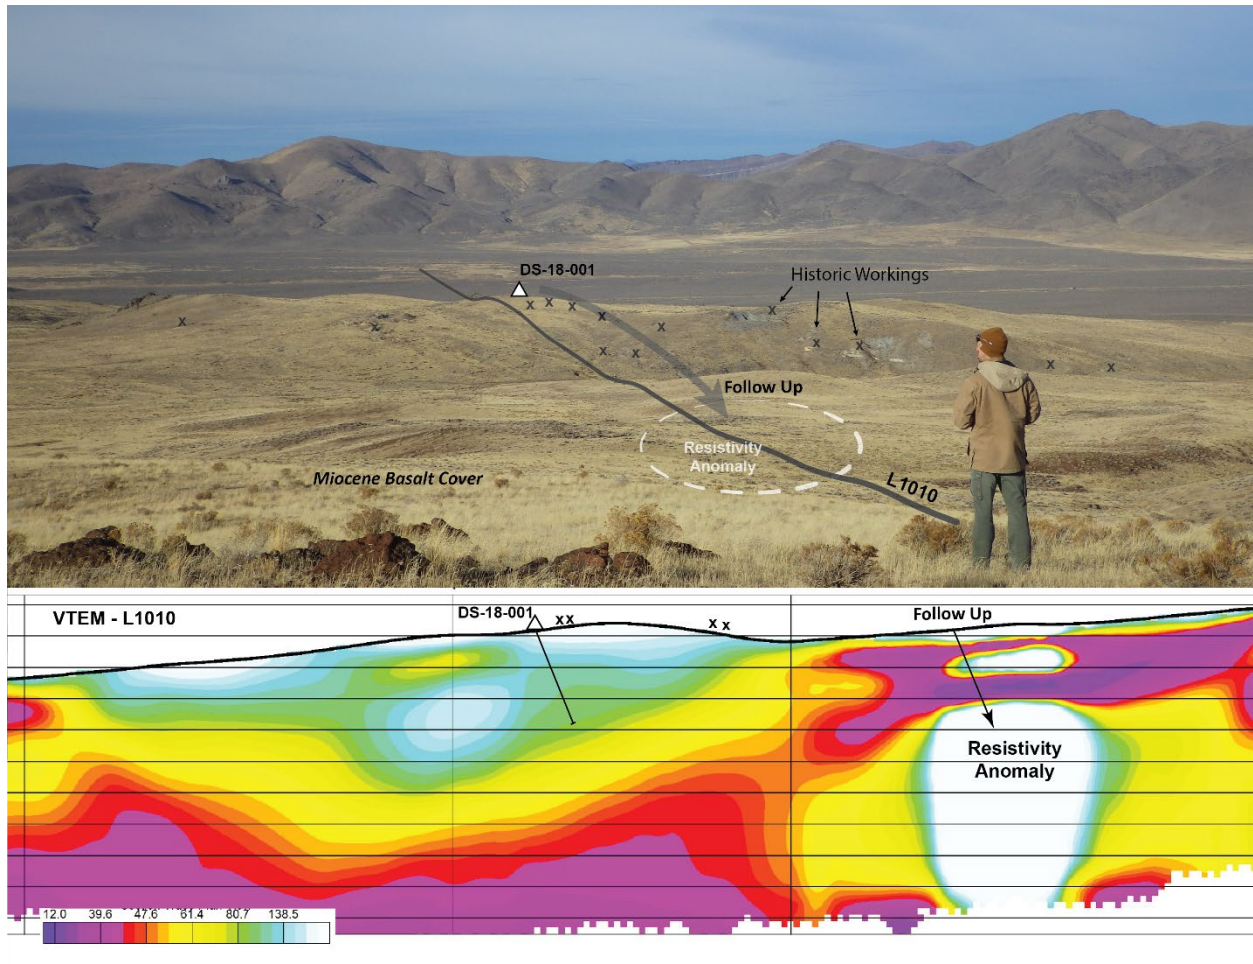 DS-18-001
Historic Workings
x x x x x x x x x x x x x x
Follow Up
Resistivity
Anomaly
L1010
Miocene Basalt Cover
VTEM - L1010
DS-18-001
xx
x x
Follow Up
Resistivity
Anomaly
12.0 39.6 47.6 61.4 80.7 138.5